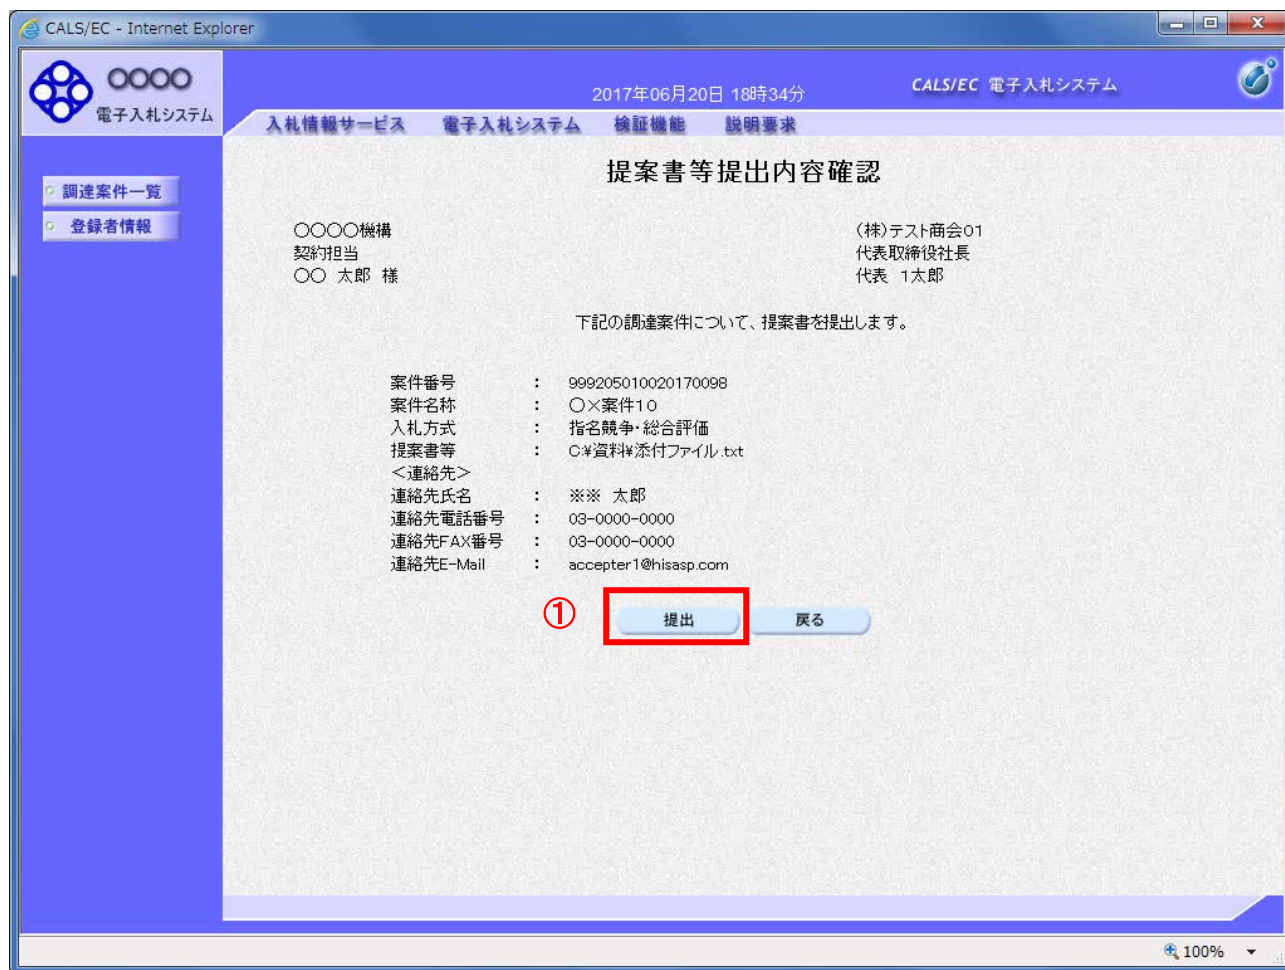 CALS/EC - Internet Explorer
〇〇〇〇
電子入札システム
2017年06月20日 18時34分
CALS/EC 電子入札システム
入札情報サービス 電子入札システム 検証機能 説明要求
調達案件一覧
登録者情報
提案書等提出内容確認
〇〇〇〇機構
契約担当
〇〇 太郎 様
(株)テスト商会01
代表取締役社長
代表 1太郎
下記の調達案件について、提案書を提出します。
案件番号 : 999205010020170098
案件名称 : 〇×案件10
入札方式 : 指名競争・総合評価
提案書等 : C:¥資料¥添付ファイル.txt
<連絡先>
連絡先氏名 : ※※ 太郎
連絡先電話番号 : 03-0000-0000
連絡先FAX番号 : 03-0000-0000
連絡先E-Mail : accepter1@hisasp.com
① 提出 戻る
100%